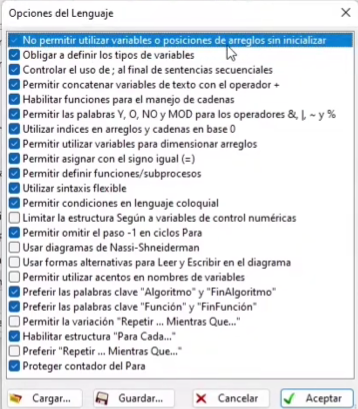 Opciones del Lenguaje
No permitir utilizar variables o posiciones de arreglos sin inicializar
Obligar a definir los tipos de variables
Controlar el uso de ; al final de sentencias secuenciales
Permitir concatenar variables de texto con el operador +
Habilitar funciones para el manejo de cadenas
Permitir las palabras Y, O, NO y MOD para los operadores &, |, ~ y %
Utilizar indices en arreglos y cadenas en base 0
Permitir utilizar variables para dimensionar arreglos
Permitir asignar con el signo igual (=)
Permitir definir funciones/subprocesos
Utilizar sintaxis flexible
Permitir condiciones en lenguaje coloquial
Limitar la estructura Según a variables de control numéricas
Permitir omitir el paso -1 en ciclos Para
Usar diagramas de Nassi-Shneiderman
Usar formas alternativas para Leer y Escribir en el diagrama
Permitir utilizar acentos en nombres de variables
Preferir las palabras clave "Algoritmo" y "FinAlgoritmo"
Preferir las palabras clave "Función" y "FinFunción"
Permitir la variación "Repetir ... Mientras Que..."
Habilitar estructura "Para Cada..."
Preferir "Repetir ... Mientras Que..."
Proteger contador del Para
Cargar... Guardar... Cancelar Aceptar